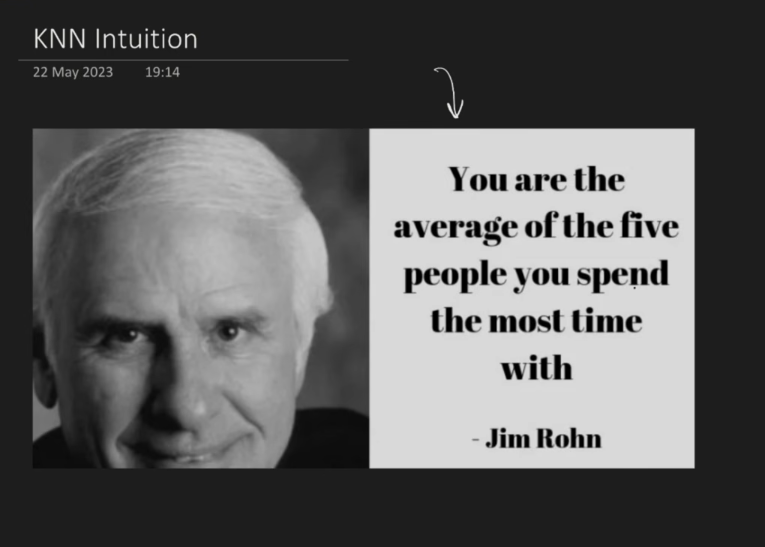 KNN Intuition
22 May 2023 19:14
You are the
average of the five
people you spend
the most time
with
- Jim Rohn